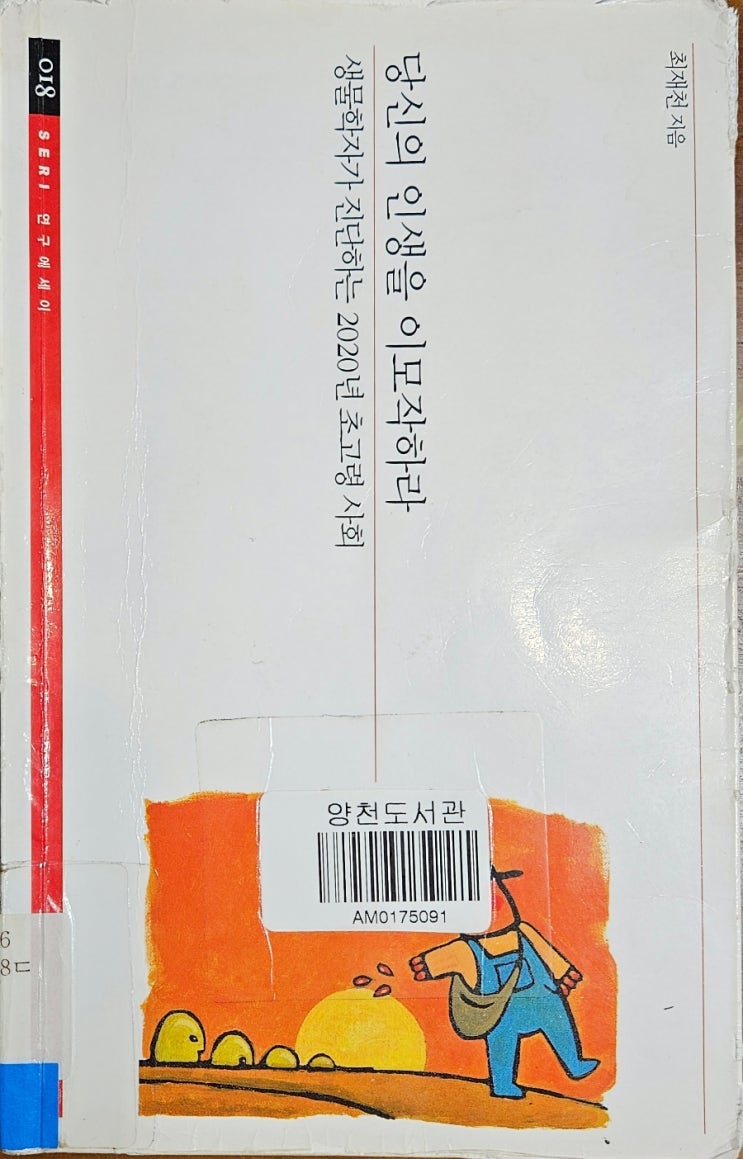 최재천 지음
당신의 인생을 이모작하라
생물학자가 진단하는 2020년 초고령 사회
018 SERI 연구에세이
양천도서관
AM0175091
6
8ㄷ